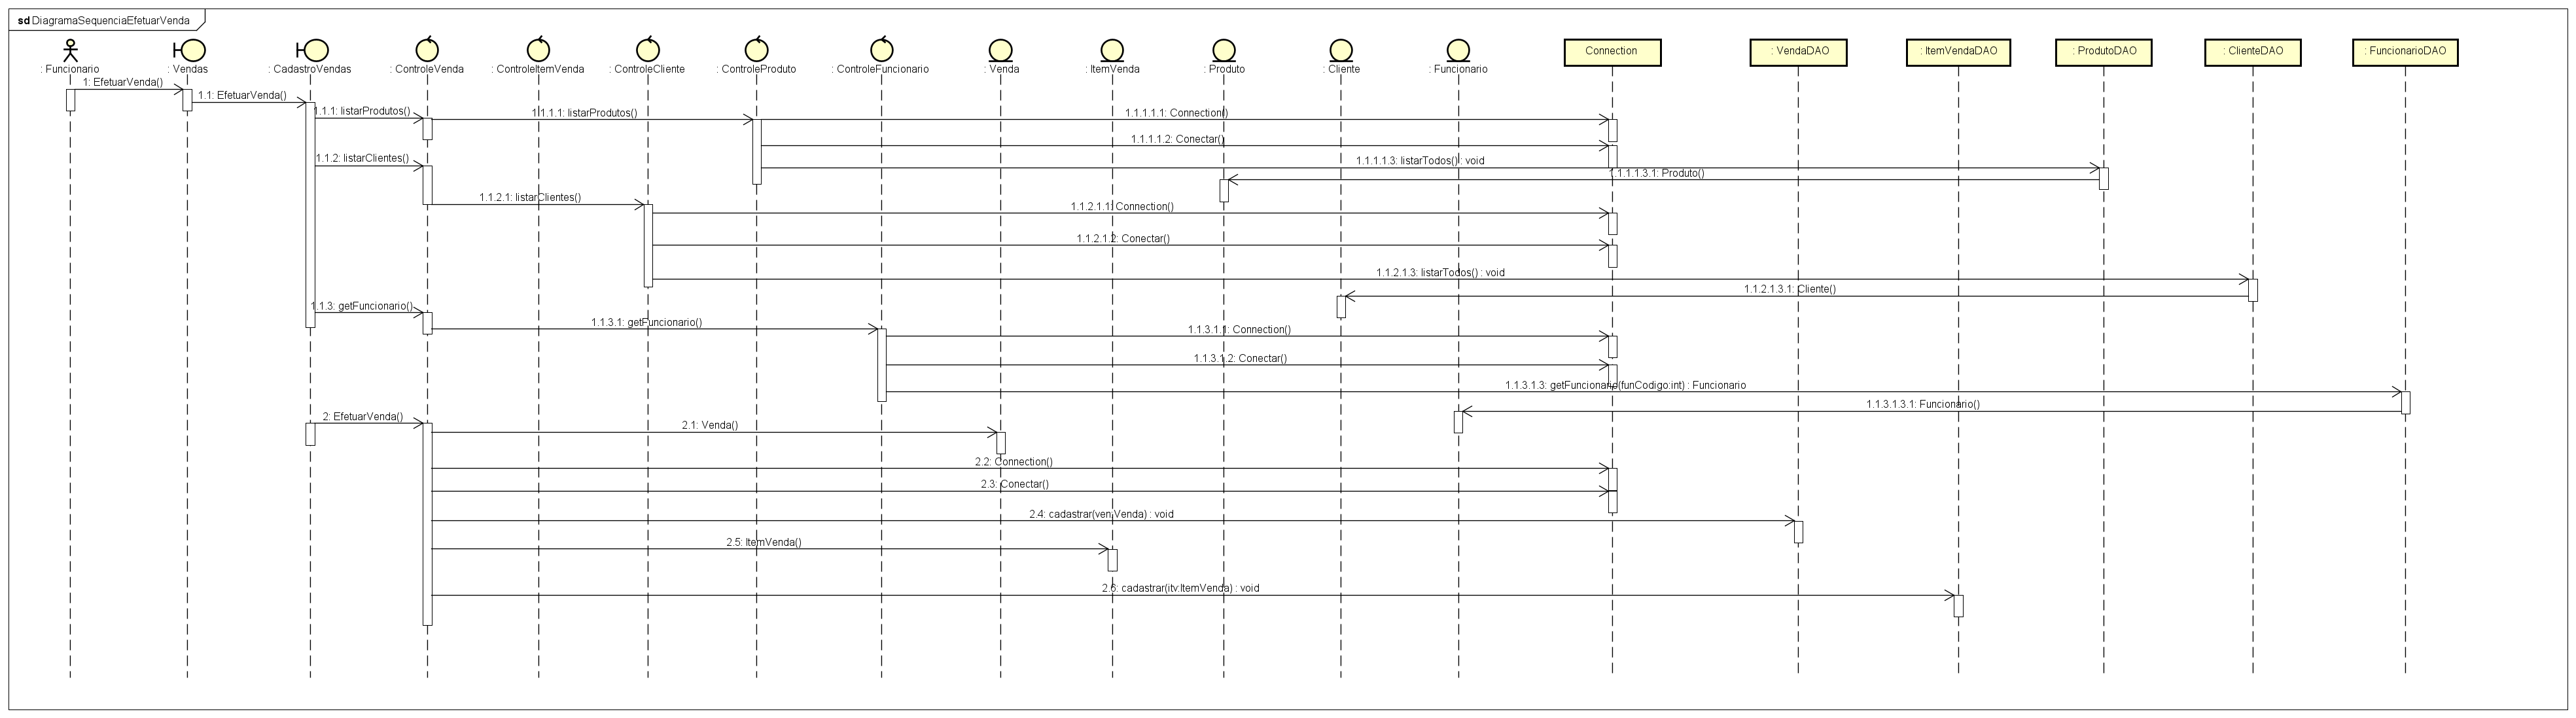 sd DiagramaSequenciaEfetuarVenda
: Funcionario
: Vendas
: CadastroVendas
: ControleVenda
: ControleItemVenda
: ControleCliente
: ControleProduto
: ControleFuncionario
: Venda
: ItemVenda
: Produto
: Cliente
: Funcionario
Connection
: VendaDAO
: ItemVendaDAO
: ProdutoDAO
: ClienteDAO
: FuncionarioDAO
1: EfetuarVenda()
1.1: EfetuarVenda()
1.1.1: listarProdutos()
1.1.1.1: listarProdutos()
1.1.1.1.1: Connection()
1.1.1.1.2: Conectar()
1.1.1.1.3: listarTodos() : void
1.1.1.1.3.1: Produto()
1.1.2: listarClientes()
1.1.2.1: listarClientes()
1.1.2.1.1: Connection()
1.1.2.1.2: Conectar()
1.1.2.1.3: listarTodos() : void
1.1.2.1.3.1: Cliente()
1.1.3: getFuncionario()
1.1.3.1: getFuncionario()
1.1.3.1.1: Connection()
1.1.3.1.2: Conectar()
1.1.3.1.3: getFuncionario(funCodigo:int) : Funcionario
1.1.3.1.3.1: Funcionario()
2: EfetuarVenda()
2.1: Venda()
2.2: Connection()
2.3: Conectar()
2.4: cadastrar(ven:Venda) : void
2.5: ItemVenda()
2.6: cadastrar(itv:ItemVenda) : void